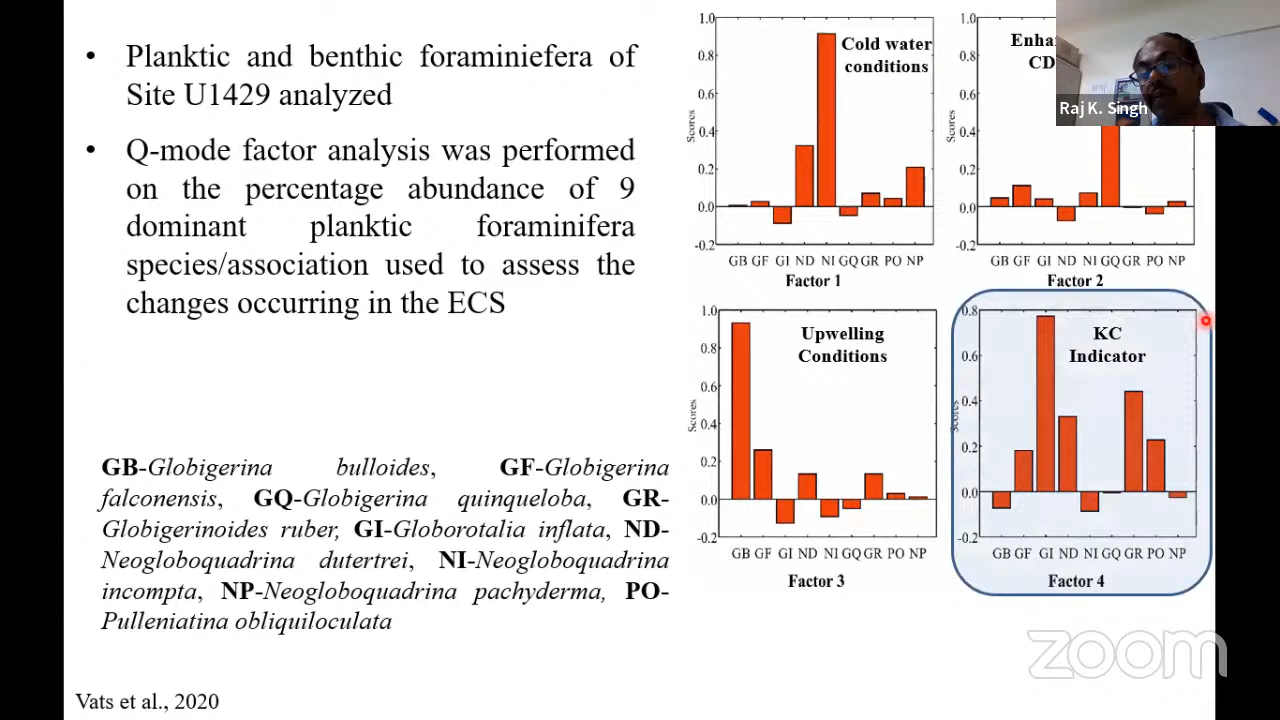 • Planktic and benthic foraminiefera of
Site U1429 analyzed
• Q-mode factor analysis was performed
on the percentage abundance of 9
dominant planktic foraminifera
species/association used to assess the
changes occurring in the ECS
GB-Globigerina bulloides, GF-Globigerina
falconensis, GQ-Globigerina quinqueloba, GR-
Globigerinoides ruber, GI-Globorotalia inflata, ND-
Neogloboquadrina dutertrei, NI-Neogloboquadrina
incompta, NP-Neogloboquadrina pachyderma, PO-
Pulleniatina obliquiloculata
Vats et al., 2020
1.0
0.8
0.6
0.4
0.2
0.0
-0.2
Scores
Cold water
conditions
GB GF GI ND NI GQ GR PO NP
Factor 1
1.0
0.8
0.6
0.4
0.2
0.0
-0.2
Scores
GB GF GI ND NI GQ GR PO NP
Factor 2
Raj K. Singh
1.0
0.8
0.6
0.4
0.2
0.0
-0.2
Scores
Upwelling
Conditions
GB GF GI ND NI GQ GR PO NP
Factor 3
0.8
0.6
0.4
0.2
0.0
-0.2
Scores
KC
Indicator
GB GF GI ND NI GQ GR PO NP
Factor 4
zoom